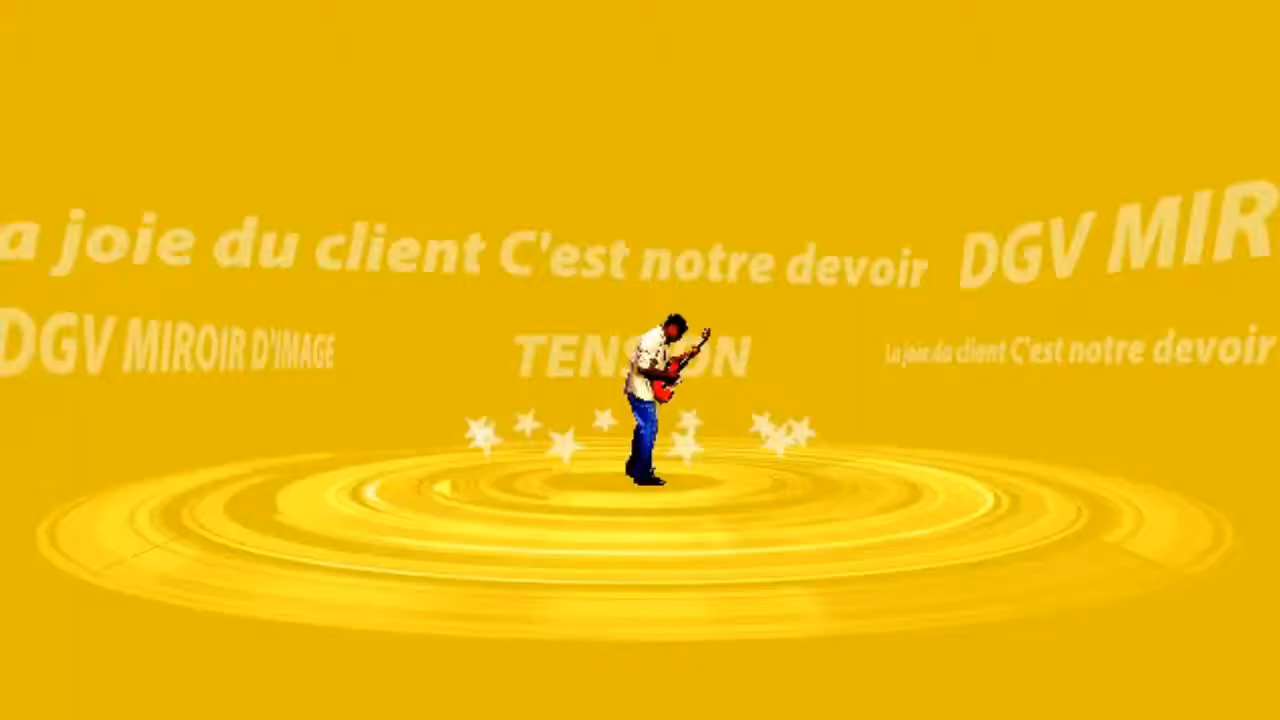 a joie du client C'est notre devoir
DGV MIR
DGV MIROIR D'IMAGE
La joie du client C'est notre devoir